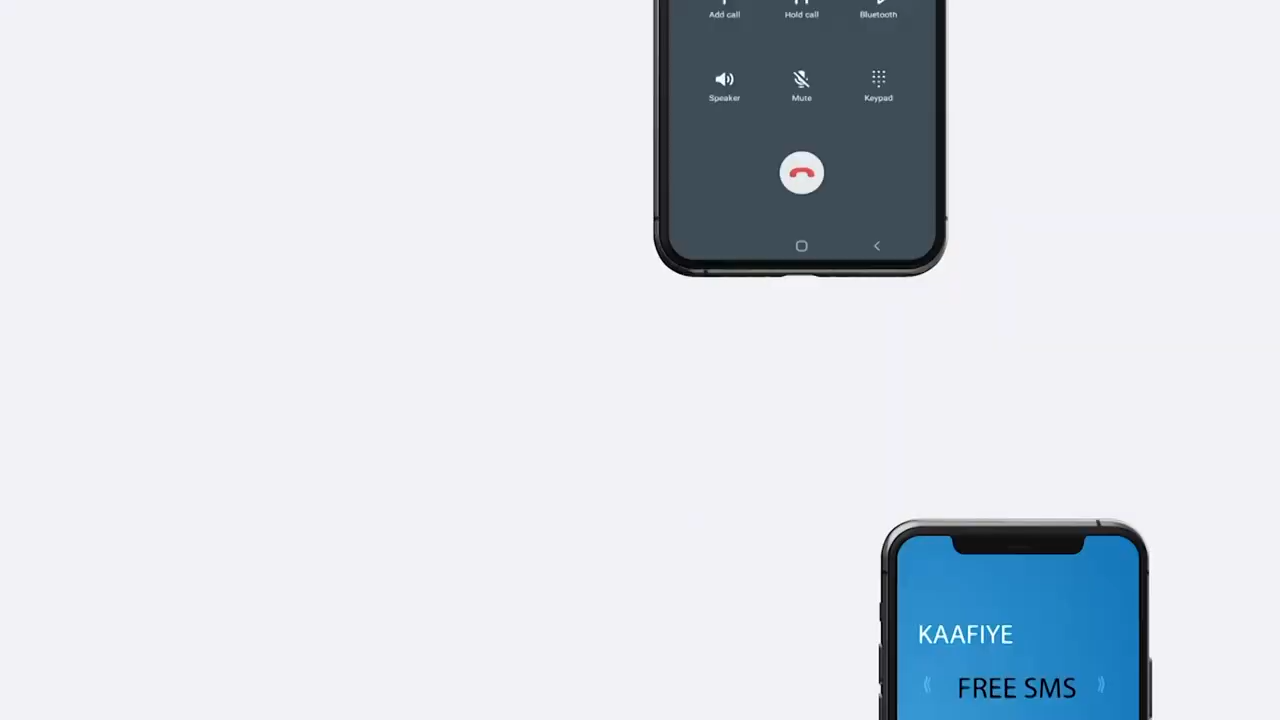 Add call Hold call Bluetooth
Speaker Mute Keypad
KAAFIYE
FREE SMS